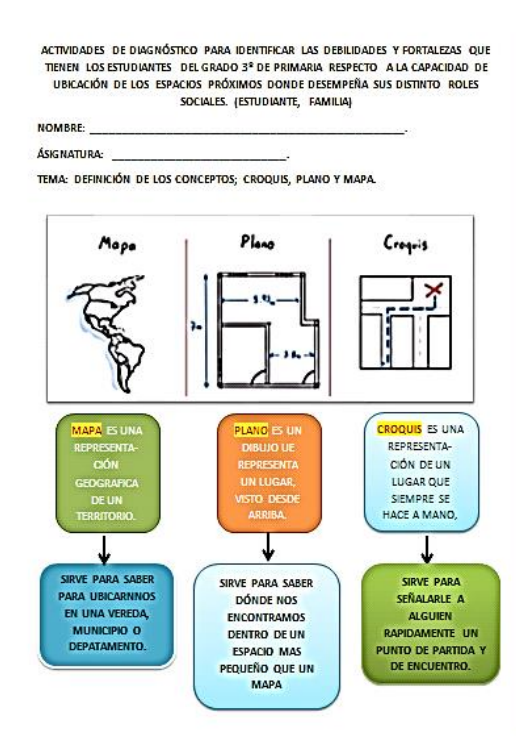 ACTIVIDADES DE DIAGNÓSTICO PARA IDENTIFICAR LAS DEBILIDADES Y FORTALEZAS QUE
TIENEN LOS ESTUDIANTES DEL GRADO 3º DE PRIMARIA RESPECTO A LA CAPACIDAD DE
UBICACIÓN DE LOS ESPACIOS PRÓXIMOS DONDE DESEMPEÑA SUS DISTINTO ROLES
SOCIALES. (ESTUDIANTE, FAMILIA)
NOMBRE: ______________________________________________.
ÁSIGNATURA: __________________________.
TEMA: DEFINICIÓN DE LOS CONCEPTOS; CROQUIS, PLANO Y MAPA.
Mapa
Plano
Croquis
MAPA ES UNA
REPRESENTA-
CIÓN
GEOGRAFICA
DE UN
TERRITORIO.
PLANO ES UN
DIBUJO UE
REPRESENTA
UN LUGAR,
VISTO DESDE
ARRIBA.
CROQUIS ES UNA
REPRESENTA-
CIÓN DE UN
LUGAR QUE
SIEMPRE SE
HACE A MANO,
SIRVE PARA SABER
PARA UBICARNNOS
EN UNA VEREDA,
MUNICIPIO O
DEPATAMENTO.
SIRVE PARA SABER
DÓNDE NOS
ENCONTRAMOS
DENTRO DE UN
ESPACIO MAS
PEQUEÑO QUE UN
MAPA
SIRVE PARA
SEÑALARLE A
ALGUIEN
RAPIDAMENTE UN
PUNTO DE PARTIDA Y
DE ENCUENTRO.